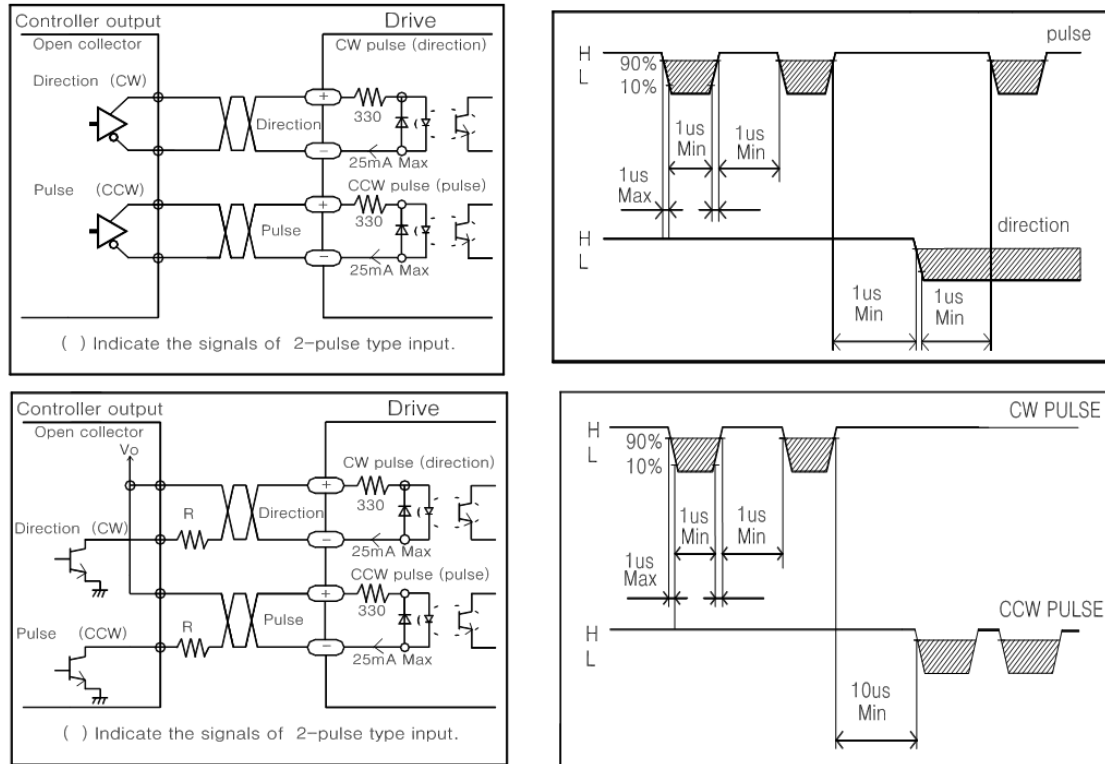 Controller output
Drive
Open collector
CW pulse (direction)
Direction (CW)
+
330
Direction
−
25mA Max
Pulse (CCW)
CCW pulse (pulse)
+
330
Pulse
−
25mA Max
( ) Indicate the signals of 2-pulse type input.
pulse
H
90%
L
10%
1us
Min
1us
Min
1us
Max
direction
H
L
1us
Min
1us
Min
Controller output
Drive
Open collector
Vo
CW pulse (direction)
+
330
R
Direction
Direction (CW)
−
25mA Max
CCW pulse (pulse)
+
330
R
Pulse
Pulse (CCW)
−
25mA Max
( ) Indicate the signals of 2-pulse type input.
CW PULSE
H
90%
L
10%
1us
Min
1us
Min
1us
Max
CCW PULSE
H
L
10us
Min